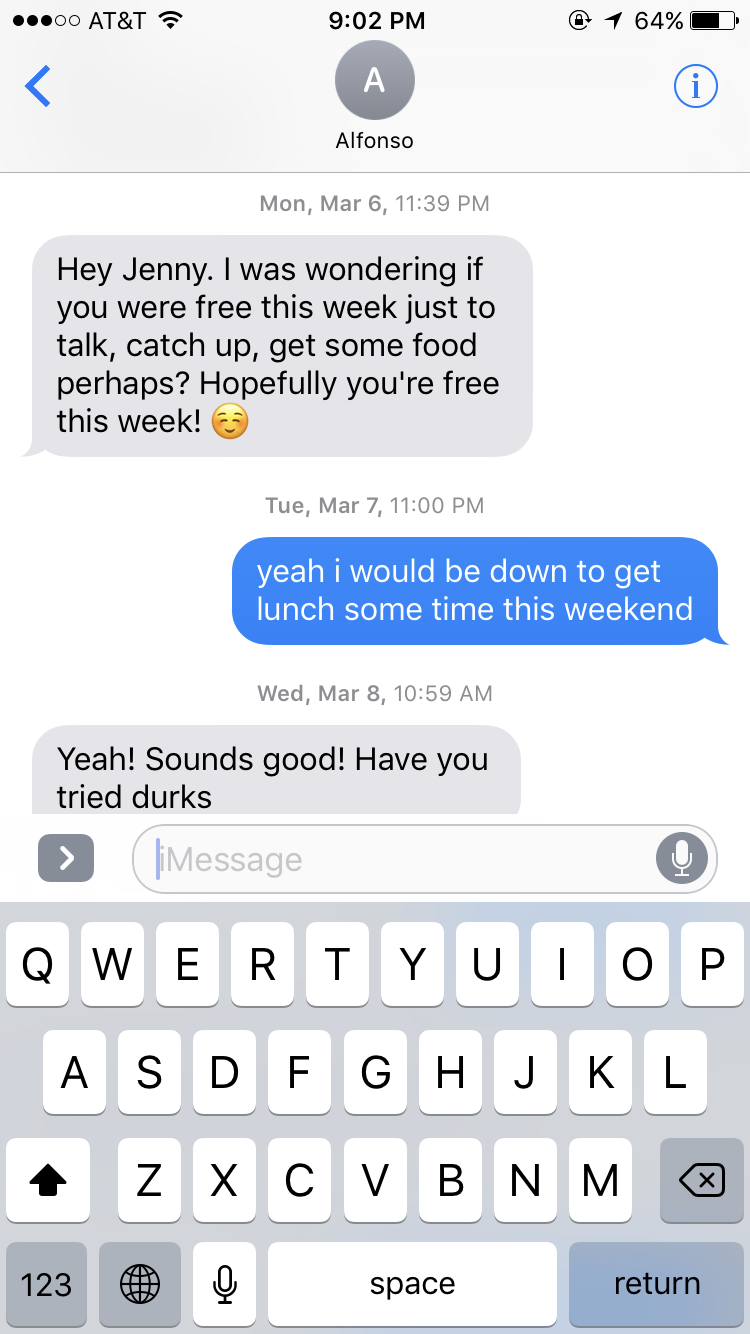 AT&T 9:02 PM 64%
A
Alfonso
Mon, Mar 6, 11:39 PM
Hey Jenny. I was wondering if
you were free this week just to
talk, catch up, get some food
perhaps? Hopefully you're free
this week! ☺️
Tue, Mar 7, 11:00 PM
yeah i would be down to get
lunch some time this weekend
Wed, Mar 8, 10:59 AM
Yeah! Sounds good! Have you
tried durks
iMessage
Q W E R T Y U I O P
A S D F G H J K L
Z X C V B N M
123 space return